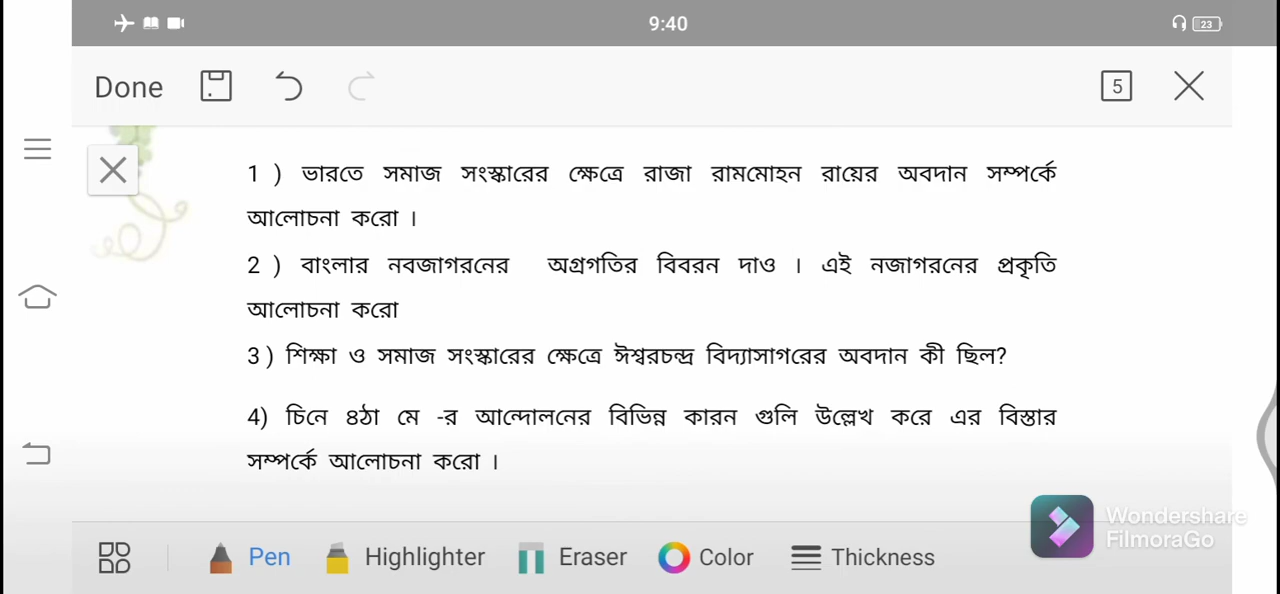 9:40
23
Done
5
1 ) ভারতে সমাজ সংস্কারের ক্ষেত্রে রাজা রামমোহন রায়ের অবদান সম্পর্কে
আলোচনা করো ।
2 ) বাংলার নবজাগরনের অগ্রগতির বিবরন দাও । এই নজাগরনের প্রকৃতি
আলোচনা করো
3 ) শিক্ষা ও সমাজ সংস্কারের ক্ষেত্রে ঈশ্বরচন্দ্র বিদ্যাসাগরের অবদান কী ছিল?
4) চিনে ৪ঠা মে -র আন্দোলনের বিভিন্ন কারন গুলি উল্লেখ করে এর বিস্তার
সম্পর্কে আলোচনা করো ।
Wondershare
FilmoraGo
Pen Highlighter Eraser Color Thickness